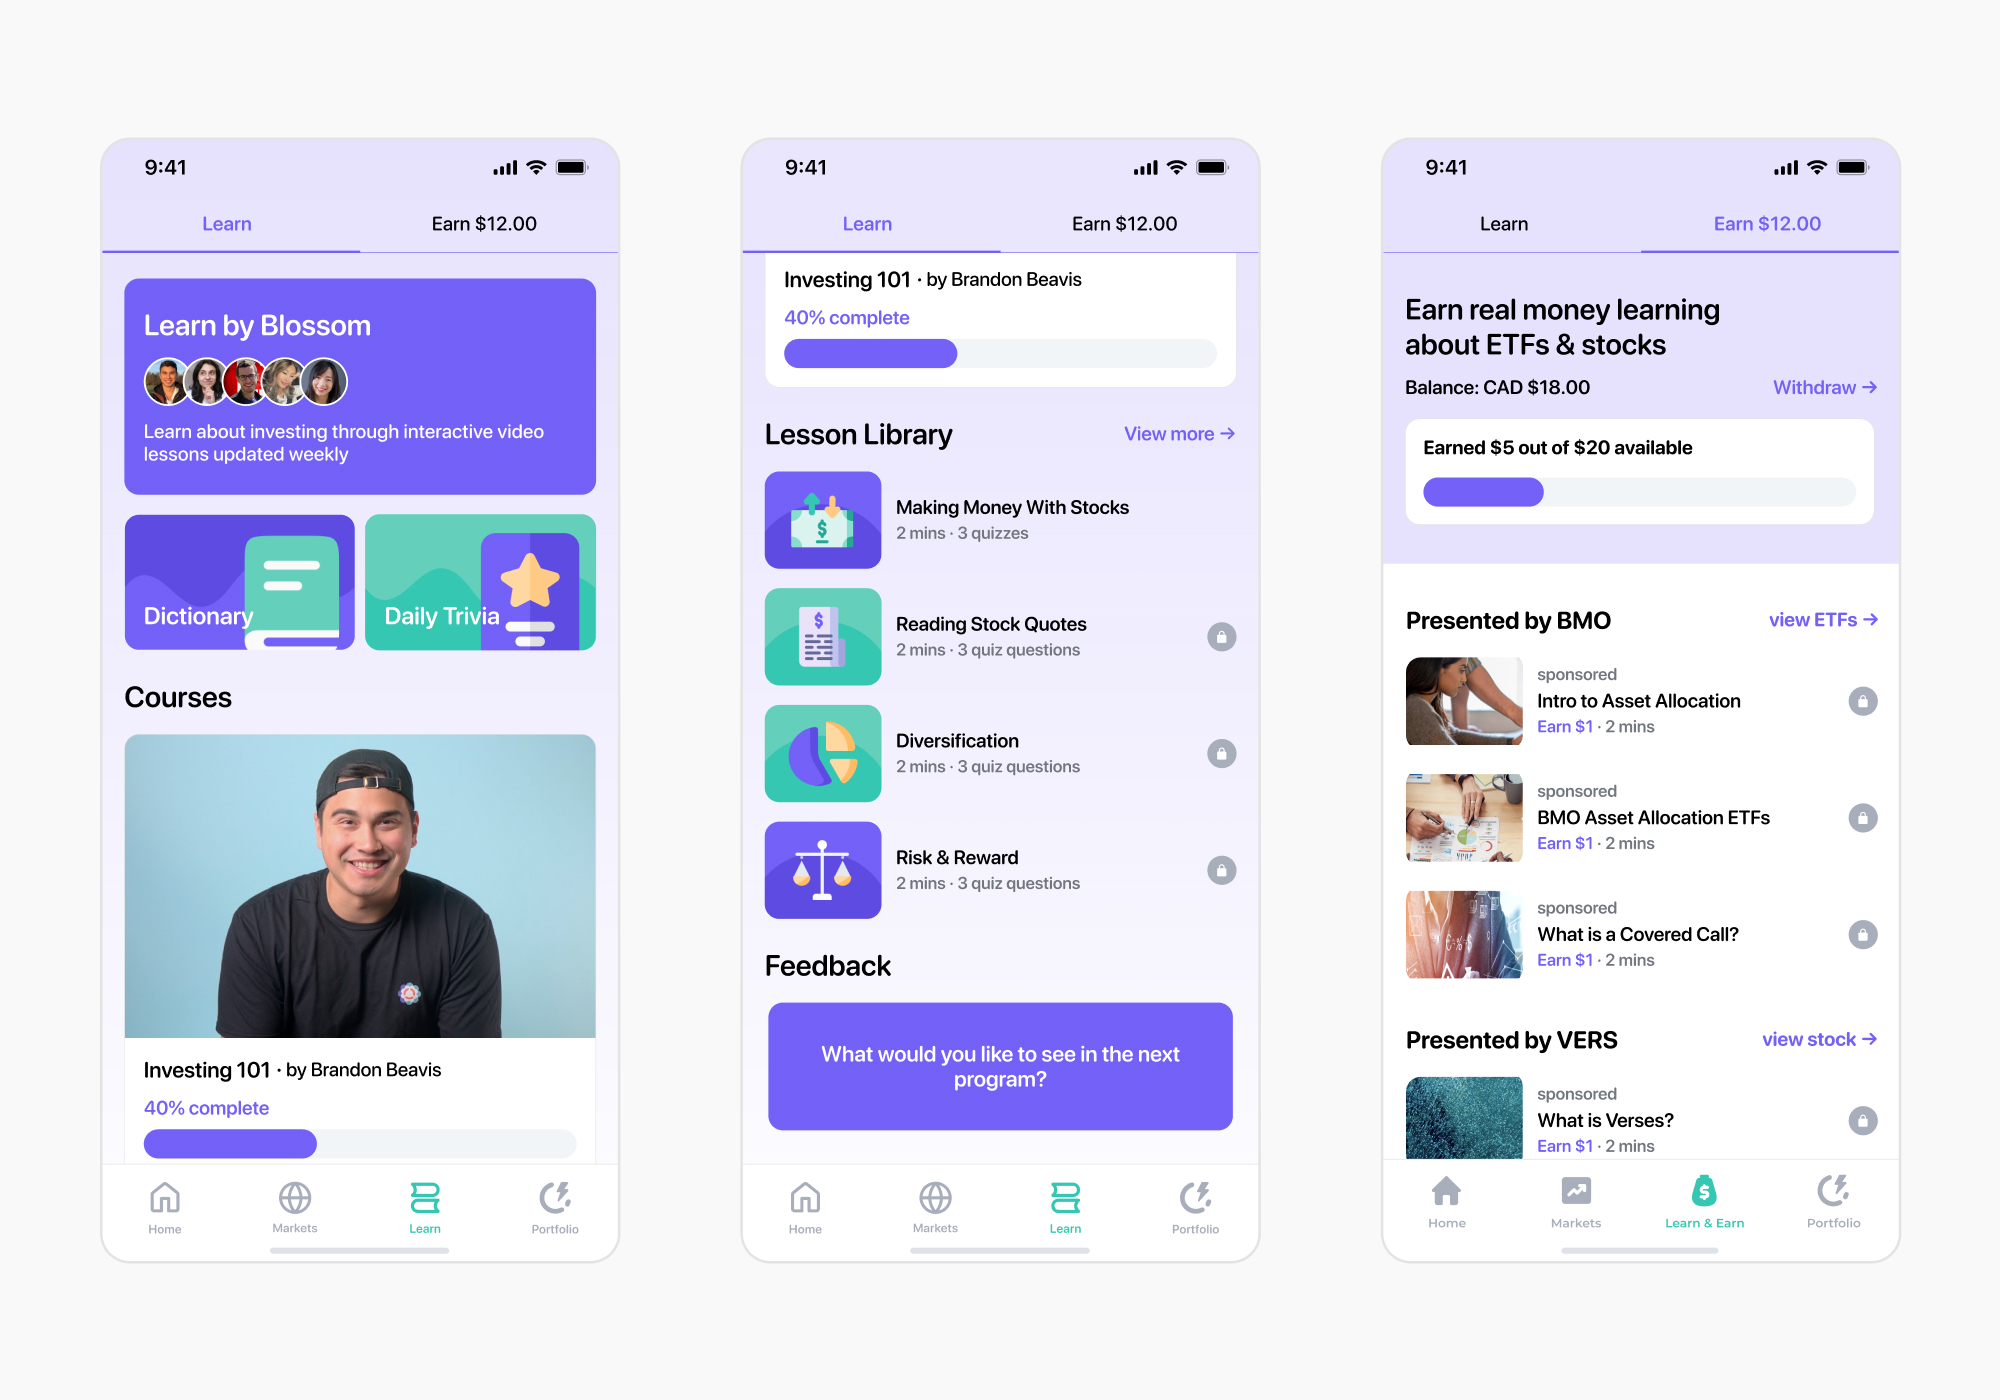 9:41
Learn
Earn $12.00
Learn by Blossom
Learn about investing through interactive video
lessons updated weekly
Dictionary
Daily Trivia
Courses
Investing 101 · by Brandon Beavis
40% complete
Home
Markets
Learn
Portfolio
9:41
Learn
Earn $12.00
Investing 101 · by Brandon Beavis
40% complete
Lesson Library
View more →
Making Money With Stocks
2 mins · 3 quizzes
Reading Stock Quotes
2 mins · 3 quiz questions
Diversification
2 mins · 3 quiz questions
Risk & Reward
2 mins · 3 quiz questions
Feedback
What would you like to see in the next
program?
Home
Markets
Learn
Portfolio
9:41
Learn
Earn $12.00
Earn real money learning
about ETFs & stocks
Balance: CAD $18.00
Withdraw →
Earned $5 out of $20 available
Presented by BMO
view ETFs →
sponsored
Intro to Asset Allocation
Earn $1 · 2 mins
sponsored
BMO Asset Allocation ETFs
Earn $1 · 2 mins
sponsored
What is a Covered Call?
Earn $1 · 2 mins
Presented by VERS
view stock →
sponsored
What is Verses?
Earn $1 · 2 mins
Home
Markets
Learn & Earn
Portfolio